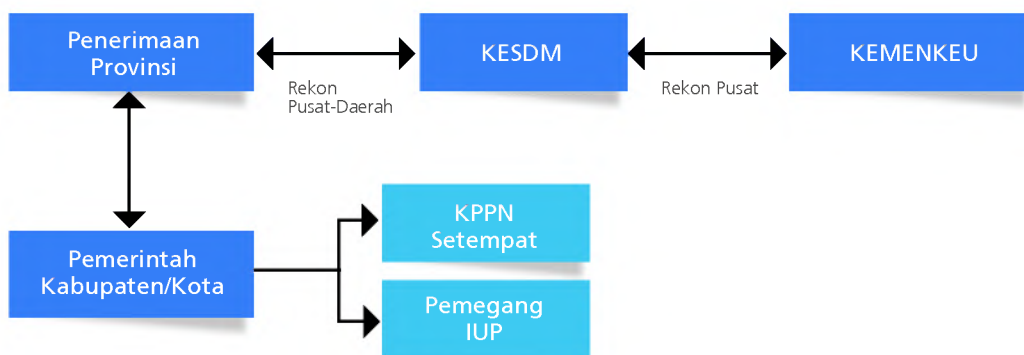 Penerimaan
Provinsi
KESDM
KEMENKEU
Rekon
Pusat-Daerah
Rekon Pusat
KPPN
Setempat
Pemerintah
Kabupaten/Kota
Pemegang
IUP